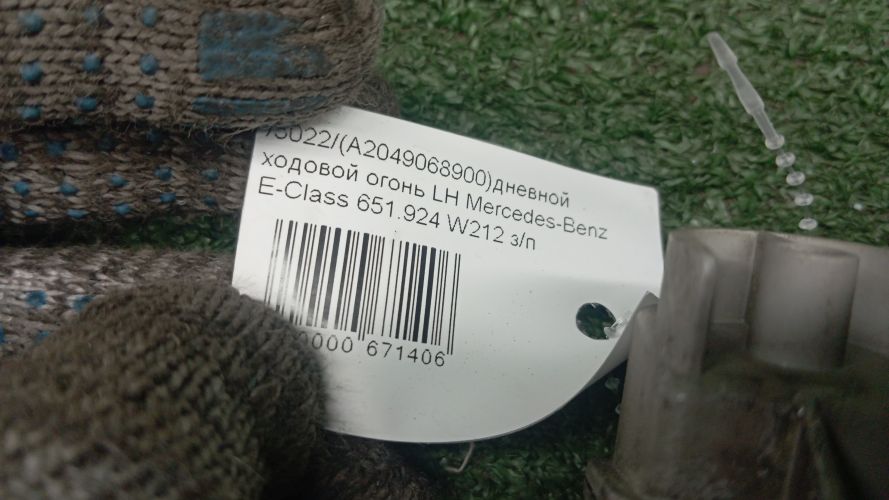 75022/(A2049068900)дневной
ходовой огонь LH Mercedes-Benz
E-Class 651.924 W212 з/п
0000 671406